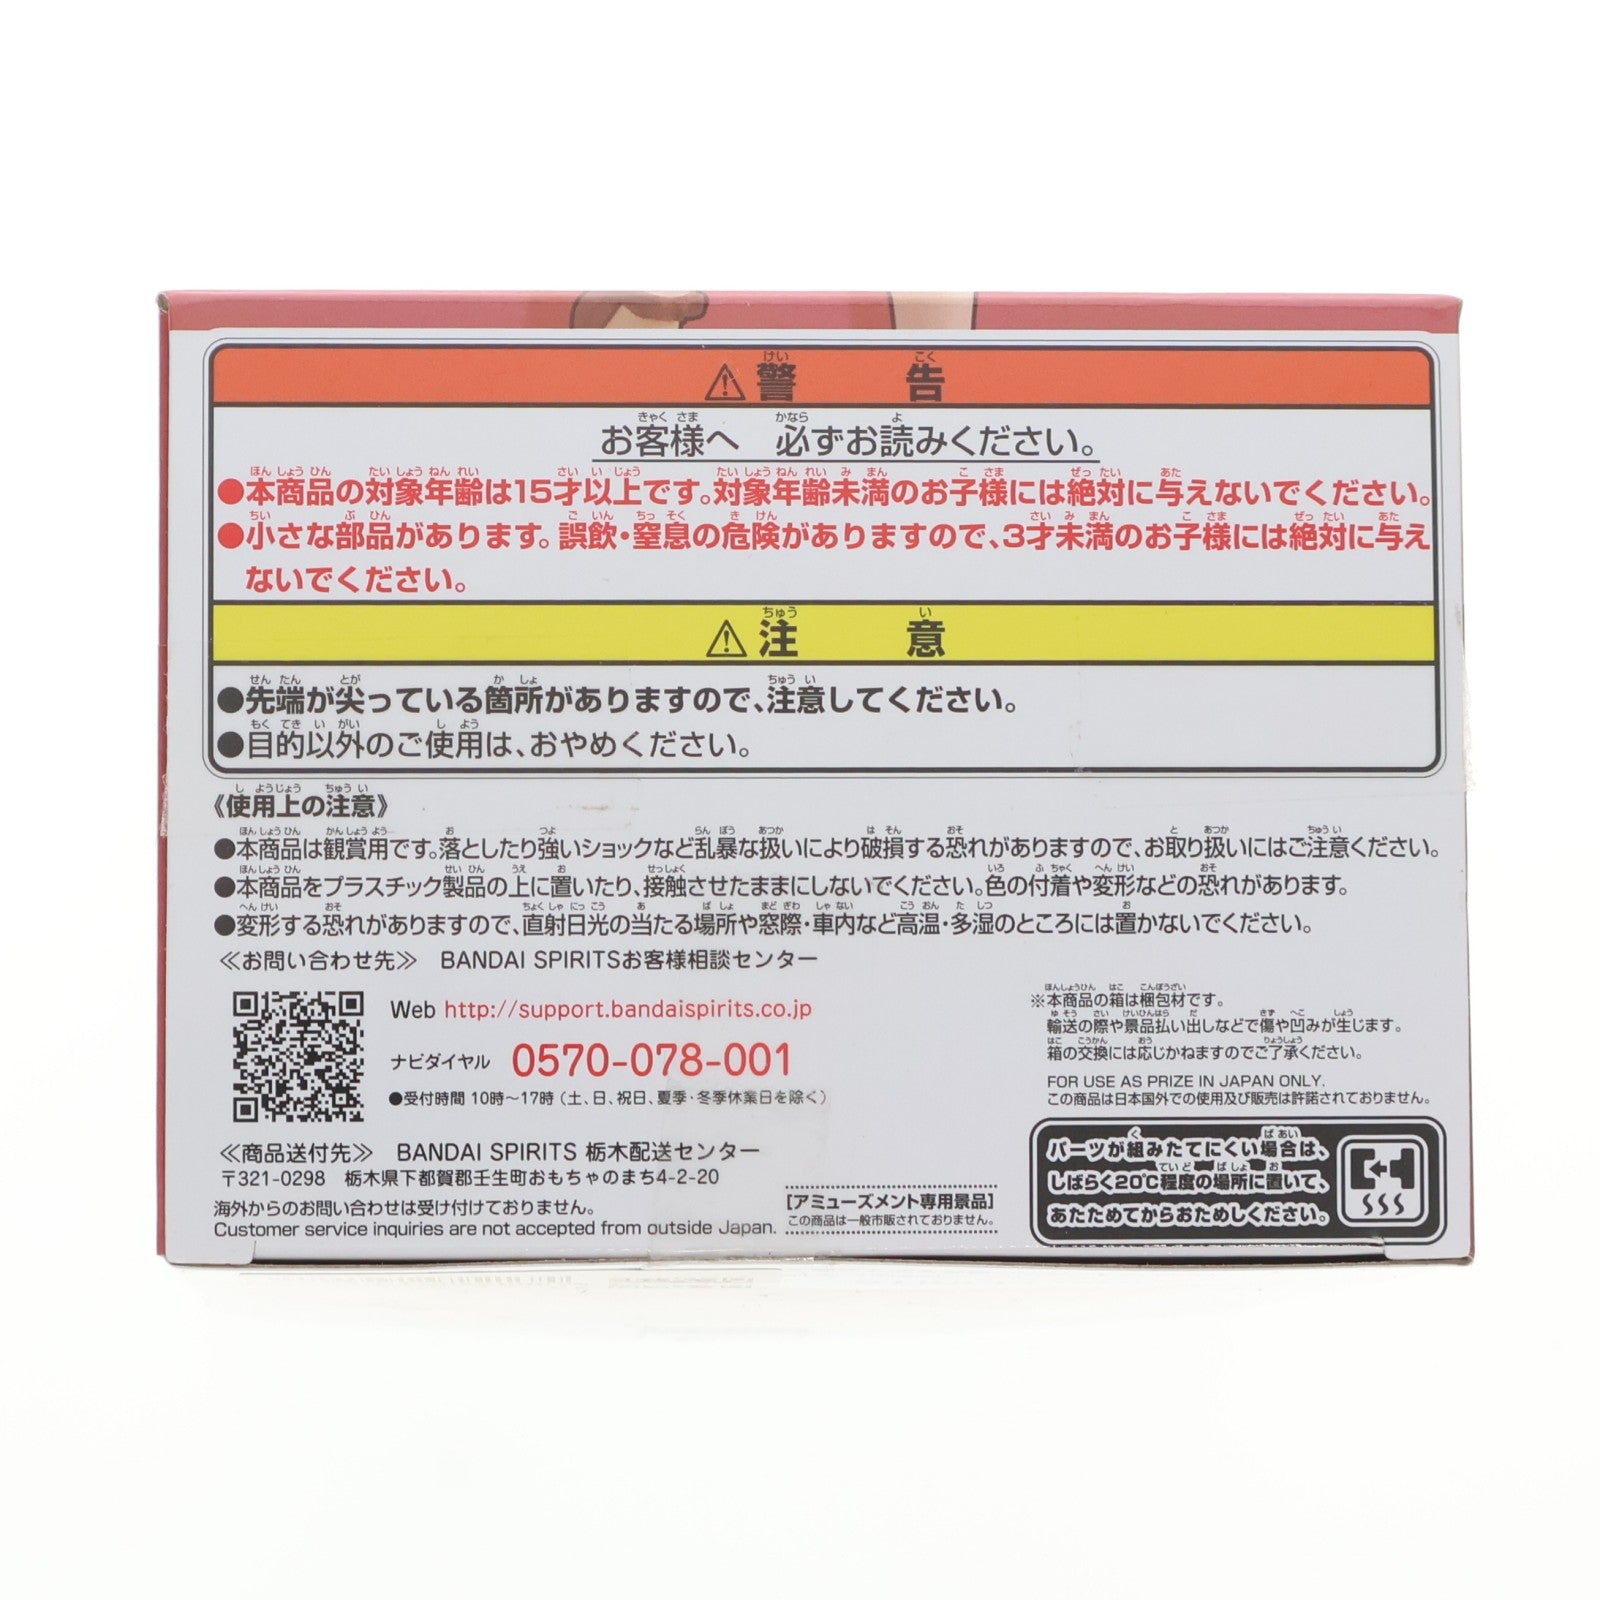 ⚠警告
お客様へ 必ずお読みください。
●本商品の対象年齢は15才以上です。対象年齢未満のお子様には絶対に与えないでください。
●小さな部品があります。誤飲・窒息の危険がありますので、3才未満のお子様には絶対に与え
ないでください。
⚠注意
●先端が尖っている箇所がありますので、注意してください。
●目的以外のご使用は、おやめください。
《使用上の注意》
●本商品は観賞用です。落としたり強いショックなど乱暴な扱いにより破損する恐れがありますので、お取り扱いにはご注意ください。
●本商品をプラスチック製品の上に置いたり、接触させたままにしないでください。色の付着や変形などの恐れがあります。
●変形する恐れがありますので、直射日光の当たる場所や窓際・車内など高温・多湿のところには置かないでください。
≪お問い合わせ先≫ BANDAI SPIRITSお客様相談センター
Web http://support.bandaispirits.co.jp
ナビダイヤル 0570-078-001
●受付時間 10時〜17時(土、日、祝日、夏季・冬季休業日を除く)
≪商品送付先≫ BANDAI SPIRITS 栃木配送センター
〒321-0298 栃木県下都賀郡壬生町おもちゃのまち4-2-20
海外からのお問い合わせは受け付けておりません。
Customer service inquiries are not accepted from outside Japan.
[アミューズメント専用景品]
この商品は一般市販されておりません。
※本商品の箱は梱包材です。
輸送の際や景品払い出しなどで傷や凹みが生じます。
箱の交換には応じかねますのでご了承ください。
FOR USE AS PRIZE IN JAPAN ONLY.
この商品は日本国外での使用及び販売は許諾されておりません。
パーツが組みたてにくい場合は、
しばらく20℃程度の場所に置いて、
あたためてからおためしください。